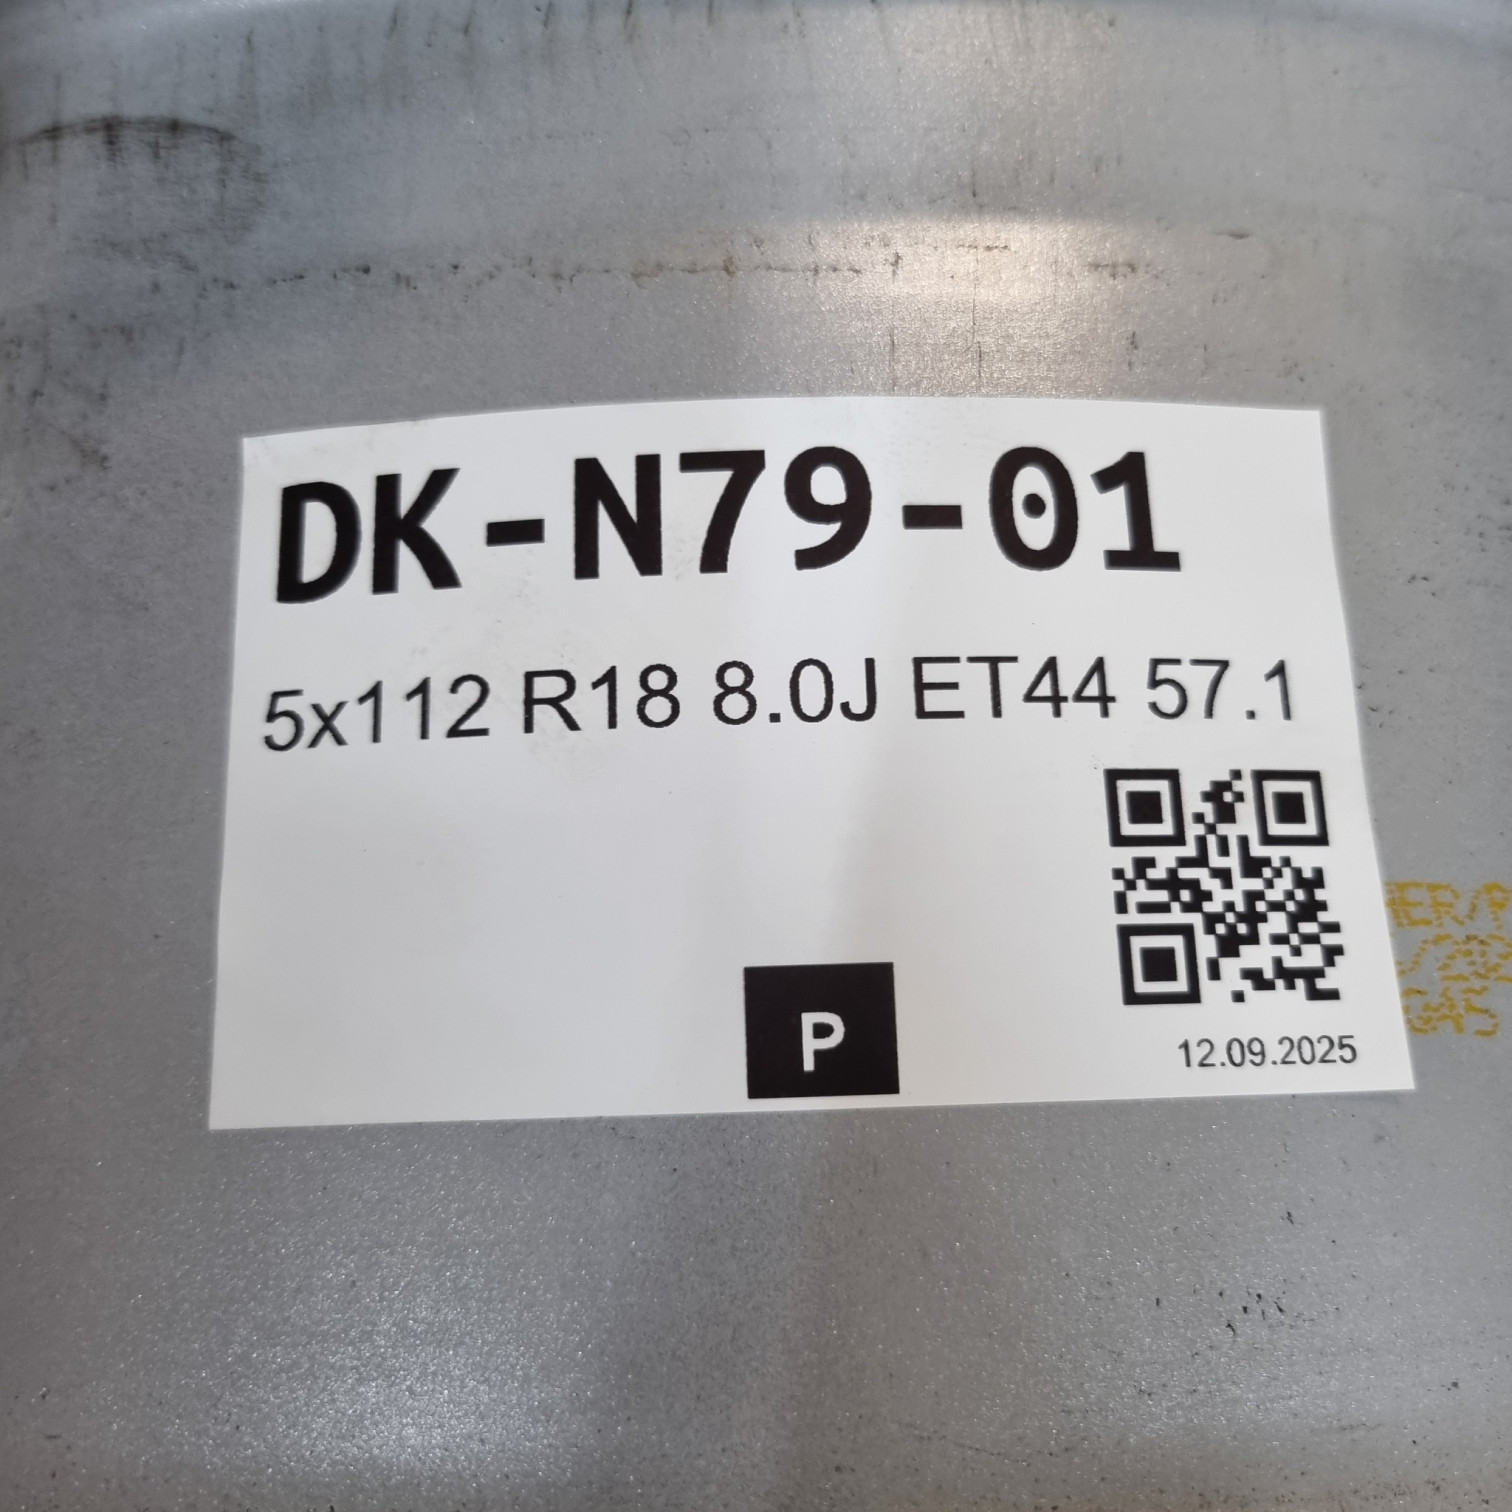 DK-N79-01
5x112 R18 8.0J ET44 57.1
P
12.09.2025